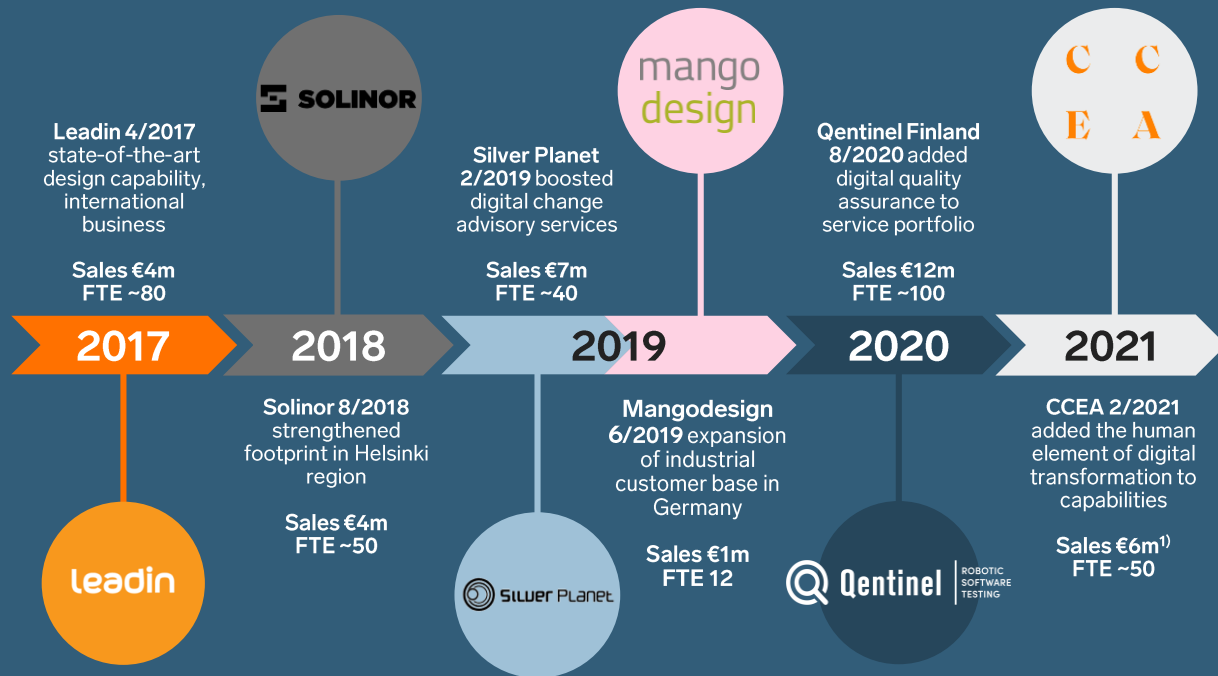 Leadin 4/2017
state-of-the-art
design capability,
international
business
Sales €4m
FTE ~80
2017
leadin
SOLINOR
2018
Solinor 8/2018
strengthened
footprint in Helsinki
region
Sales €4m
FTE ~50
Silver Planet
2/2019 boosted
digital change
advisory services
Sales €7m
FTE ~40
2019
SILVER PLANET
mango
design
Mangodesign
6/2019 expansion
of industrial
customer base in
Germany
Sales €1m
FTE 12
Qentinel Finland
8/2020 added
digital quality
assurance to
service portfolio
Sales €12m
FTE ~100
2020
Qentinel
ROBOTIC
SOFTWARE
TESTING
C C
E A
2021
CCEA 2/2021
added the human
element of digital
transformation to
capabilities
Sales €6m¹⁾
FTE ~50